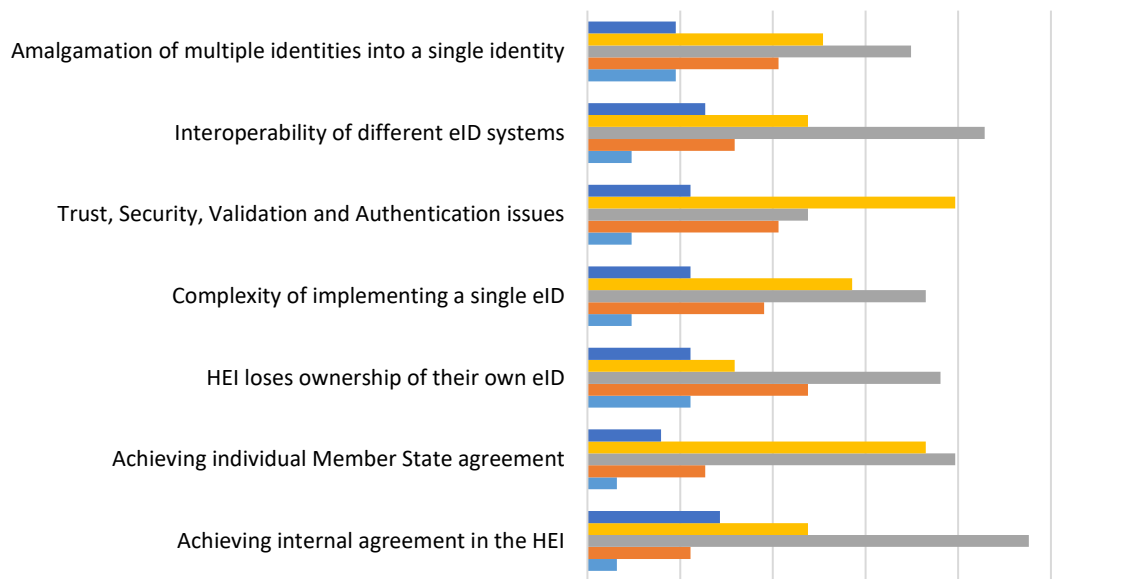 Amalgamation of multiple identities into a single identity
Interoperability of different eID systems
Trust, Security, Validation and Authentication issues
Complexity of implementing a single eID
HEI loses ownership of their own eID
Achieving individual Member State agreement
Achieving internal agreement in the HEI